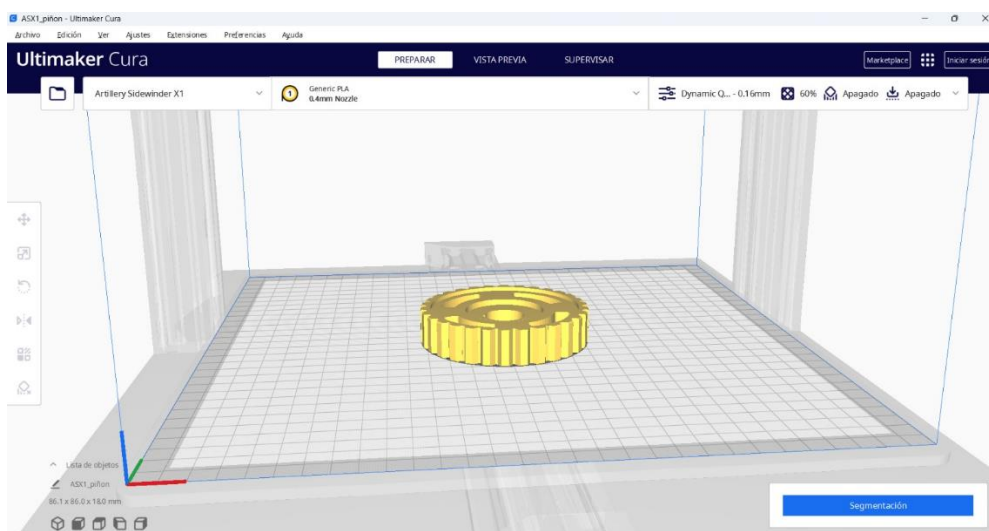 ASX1_piñon - Ultimaker Cura
Archivo Edición Ver Ajustes Extensiones Preferencias Ayuda
Ultimaker Cura PREPARAR VISTA PREVIA SUPERVISAR Marketplace Iniciar sesión
Artillery Sidewinder X1 1 Generic PLA Dynamic Q... - 0.16mm 60% Apagado Apagado
0.4mm Nozzle
Lista de objetos
ASX1_piñon
86.1 x 86.0 x 18.0 mm
Segmentación